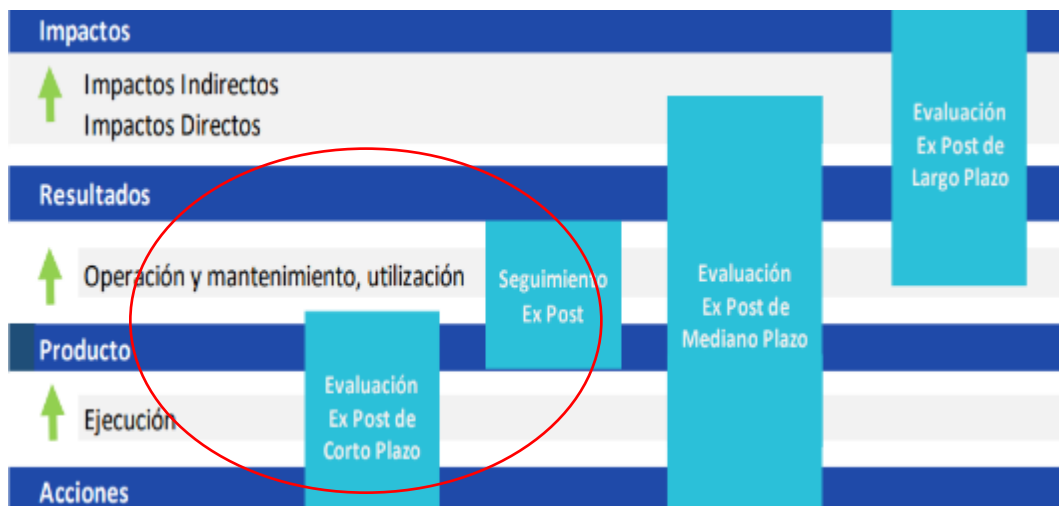 Impactos
Impactos Indirectos
Impactos Directos
Evaluación
Ex Post de
Largo Plazo
Resultados
Operación y mantenimiento, utilización
Seguimiento
Ex Post
Evaluación
Ex Post de
Mediano Plazo
Producto
Ejecución
Evaluación
Ex Post de
Corto Plazo
Acciones